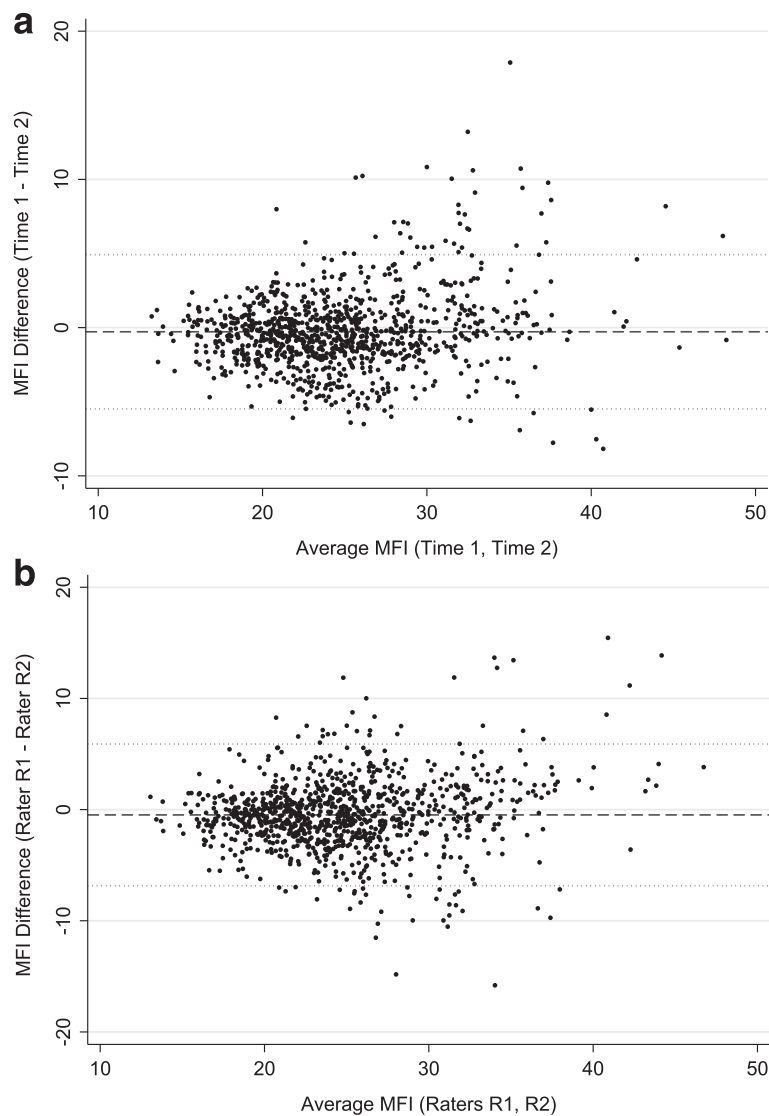 a
MFI Difference (Time 1 - Time 2)
20
10
0
-10
10 20 30 40 50
Average MFI (Time 1, Time 2)
b
MFI Difference (Rater R1 - Rater R2)
20
10
0
-10
-20
10 20 30 40 50
Average MFI (Raters R1, R2)